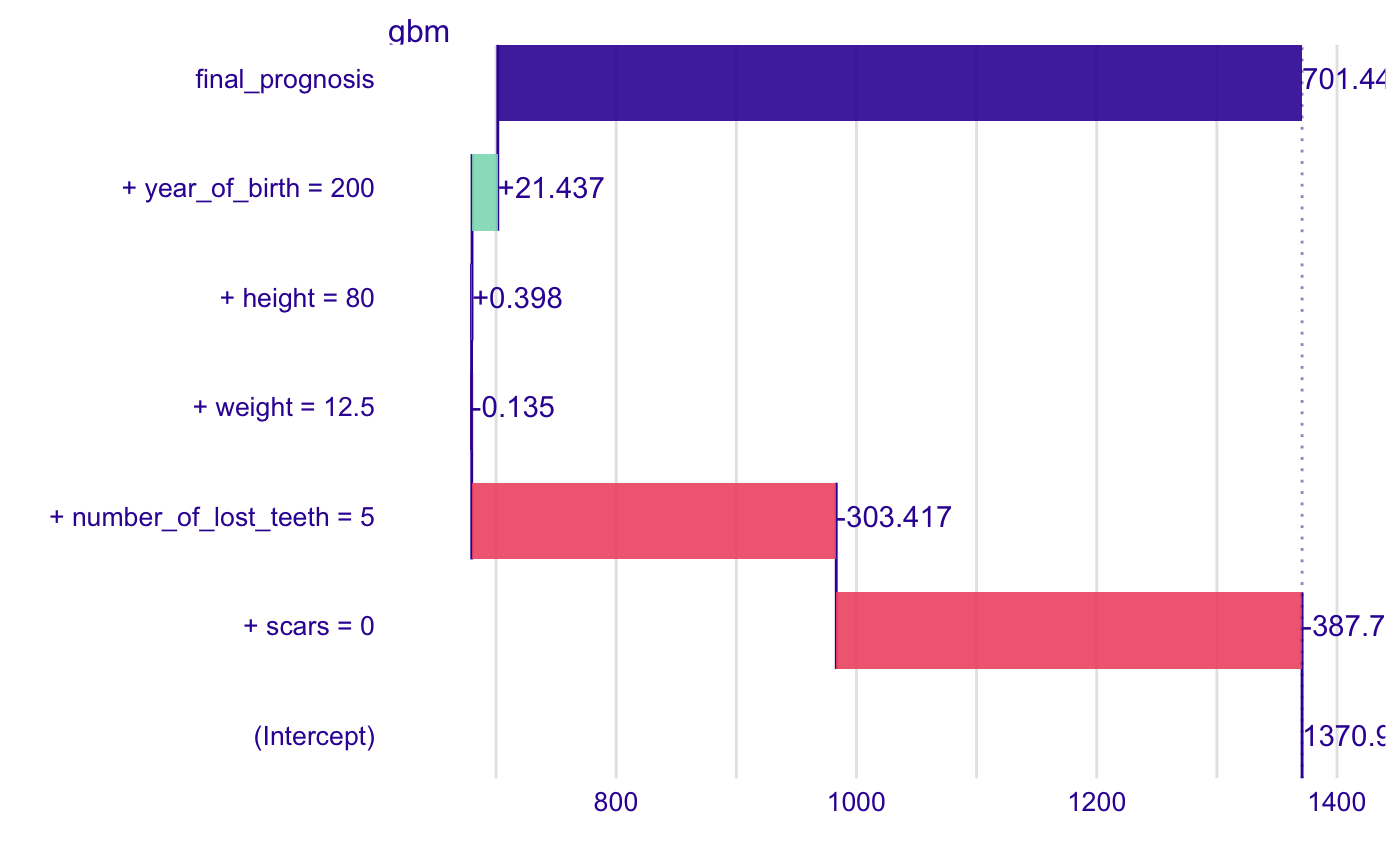 gbm
final_prognosis 701.44
+ year_of_birth = 200 +21.437
+ height = 80 +0.398
+ weight = 12.5 -0.135
+ number_of_lost_teeth = 5 -303.417
+ scars = 0 -387.7
(Intercept) 1370.9
800 1000 1200 1400